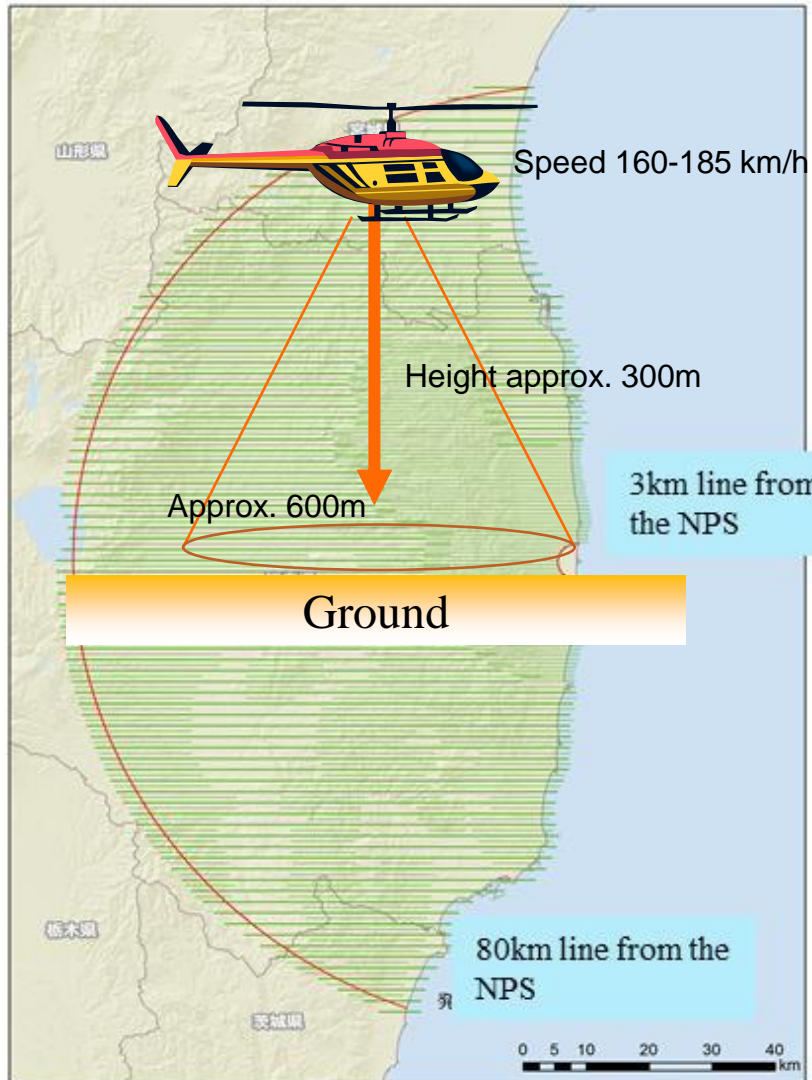 山形県
Speed 160-185 km/h
Height approx. 300m
3km line from
the NPS
Approx. 600m
Ground
栃木県
80km line from the
NPS
茨城県
0 5 10 20 30 40
km